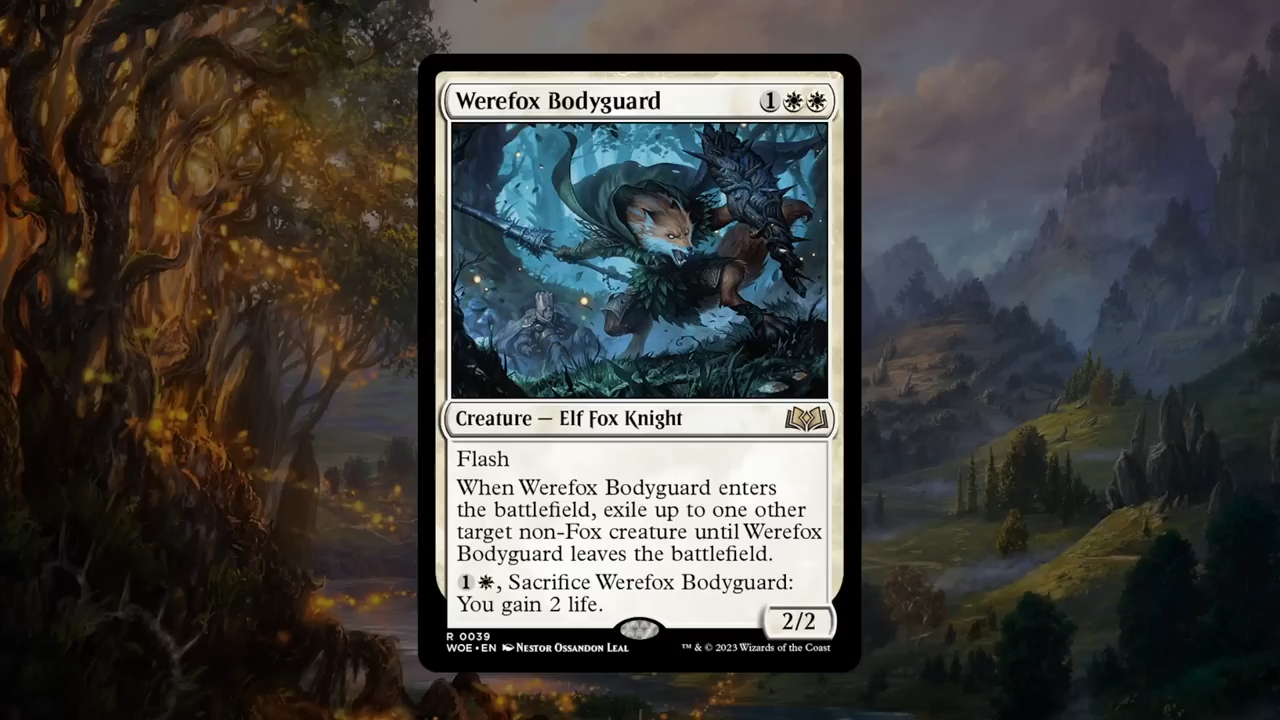 Werefox Bodyguard 1
Creature — Elf Fox Knight
Flash
When Werefox Bodyguard enters
the battlefield, exile up to one other
target non-Fox creature until Werefox
Bodyguard leaves the battlefield.
1, Sacrifice Werefox Bodyguard:
You gain 2 life.
2/2
R 0039
WOE • EN Nestor Ossandon Leal
™ & © 2023 Wizards of the Coast